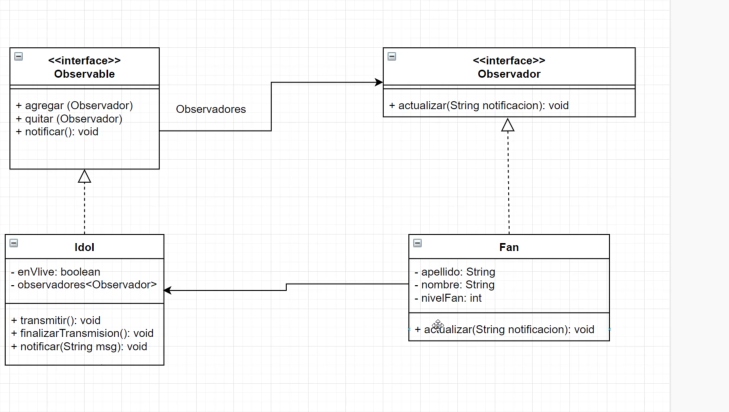 <<interface>>
Observable
+ agregar (Observador)
+ quitar (Observador)
+ notificar(): void
Observadores
<<interface>>
Observador
+ actualizar(String notificacion): void
Idol
- enVlive: boolean
- observadores<Observador>
+ transmitir(): void
+ finalizarTransmision(): void
+ notificar(String msg): void
Fan
- apellido: String
- nombre: String
- nivelFan: int
+ actualizar(String notificacion): void